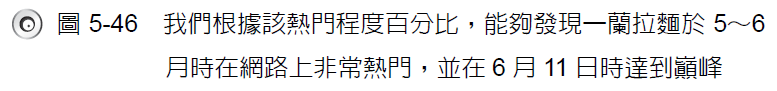 圖 5-46　我們根據該熱門程度百分比，能夠發現一蘭拉麵於 5～6
月時在網路上非常熱門，並在 6 月 11 日時達到巔峰